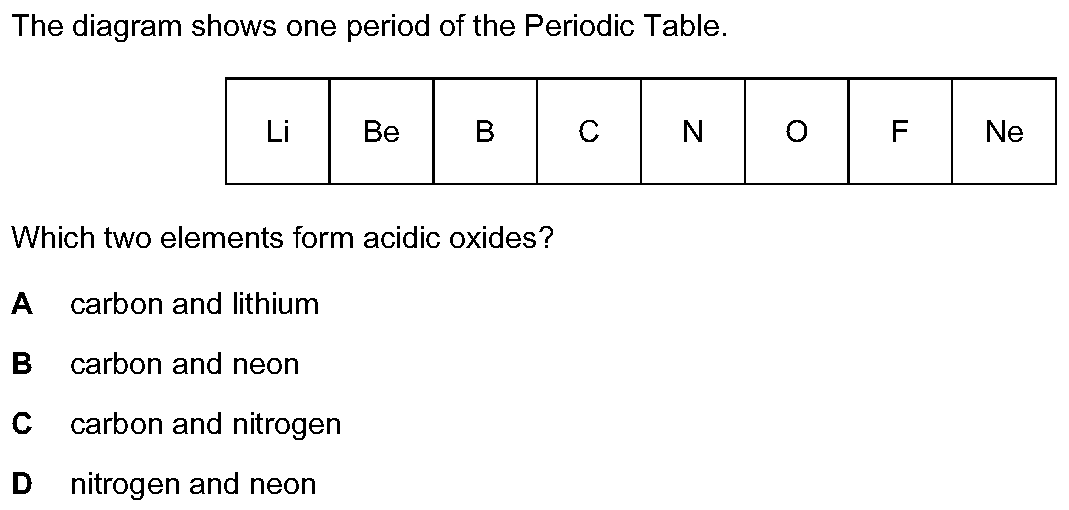 The diagram shows one period of the Periodic Table.
Li Be B C N O F Ne
Which two elements form acidic oxides?
A carbon and lithium
B carbon and neon
C carbon and nitrogen
D nitrogen and neon